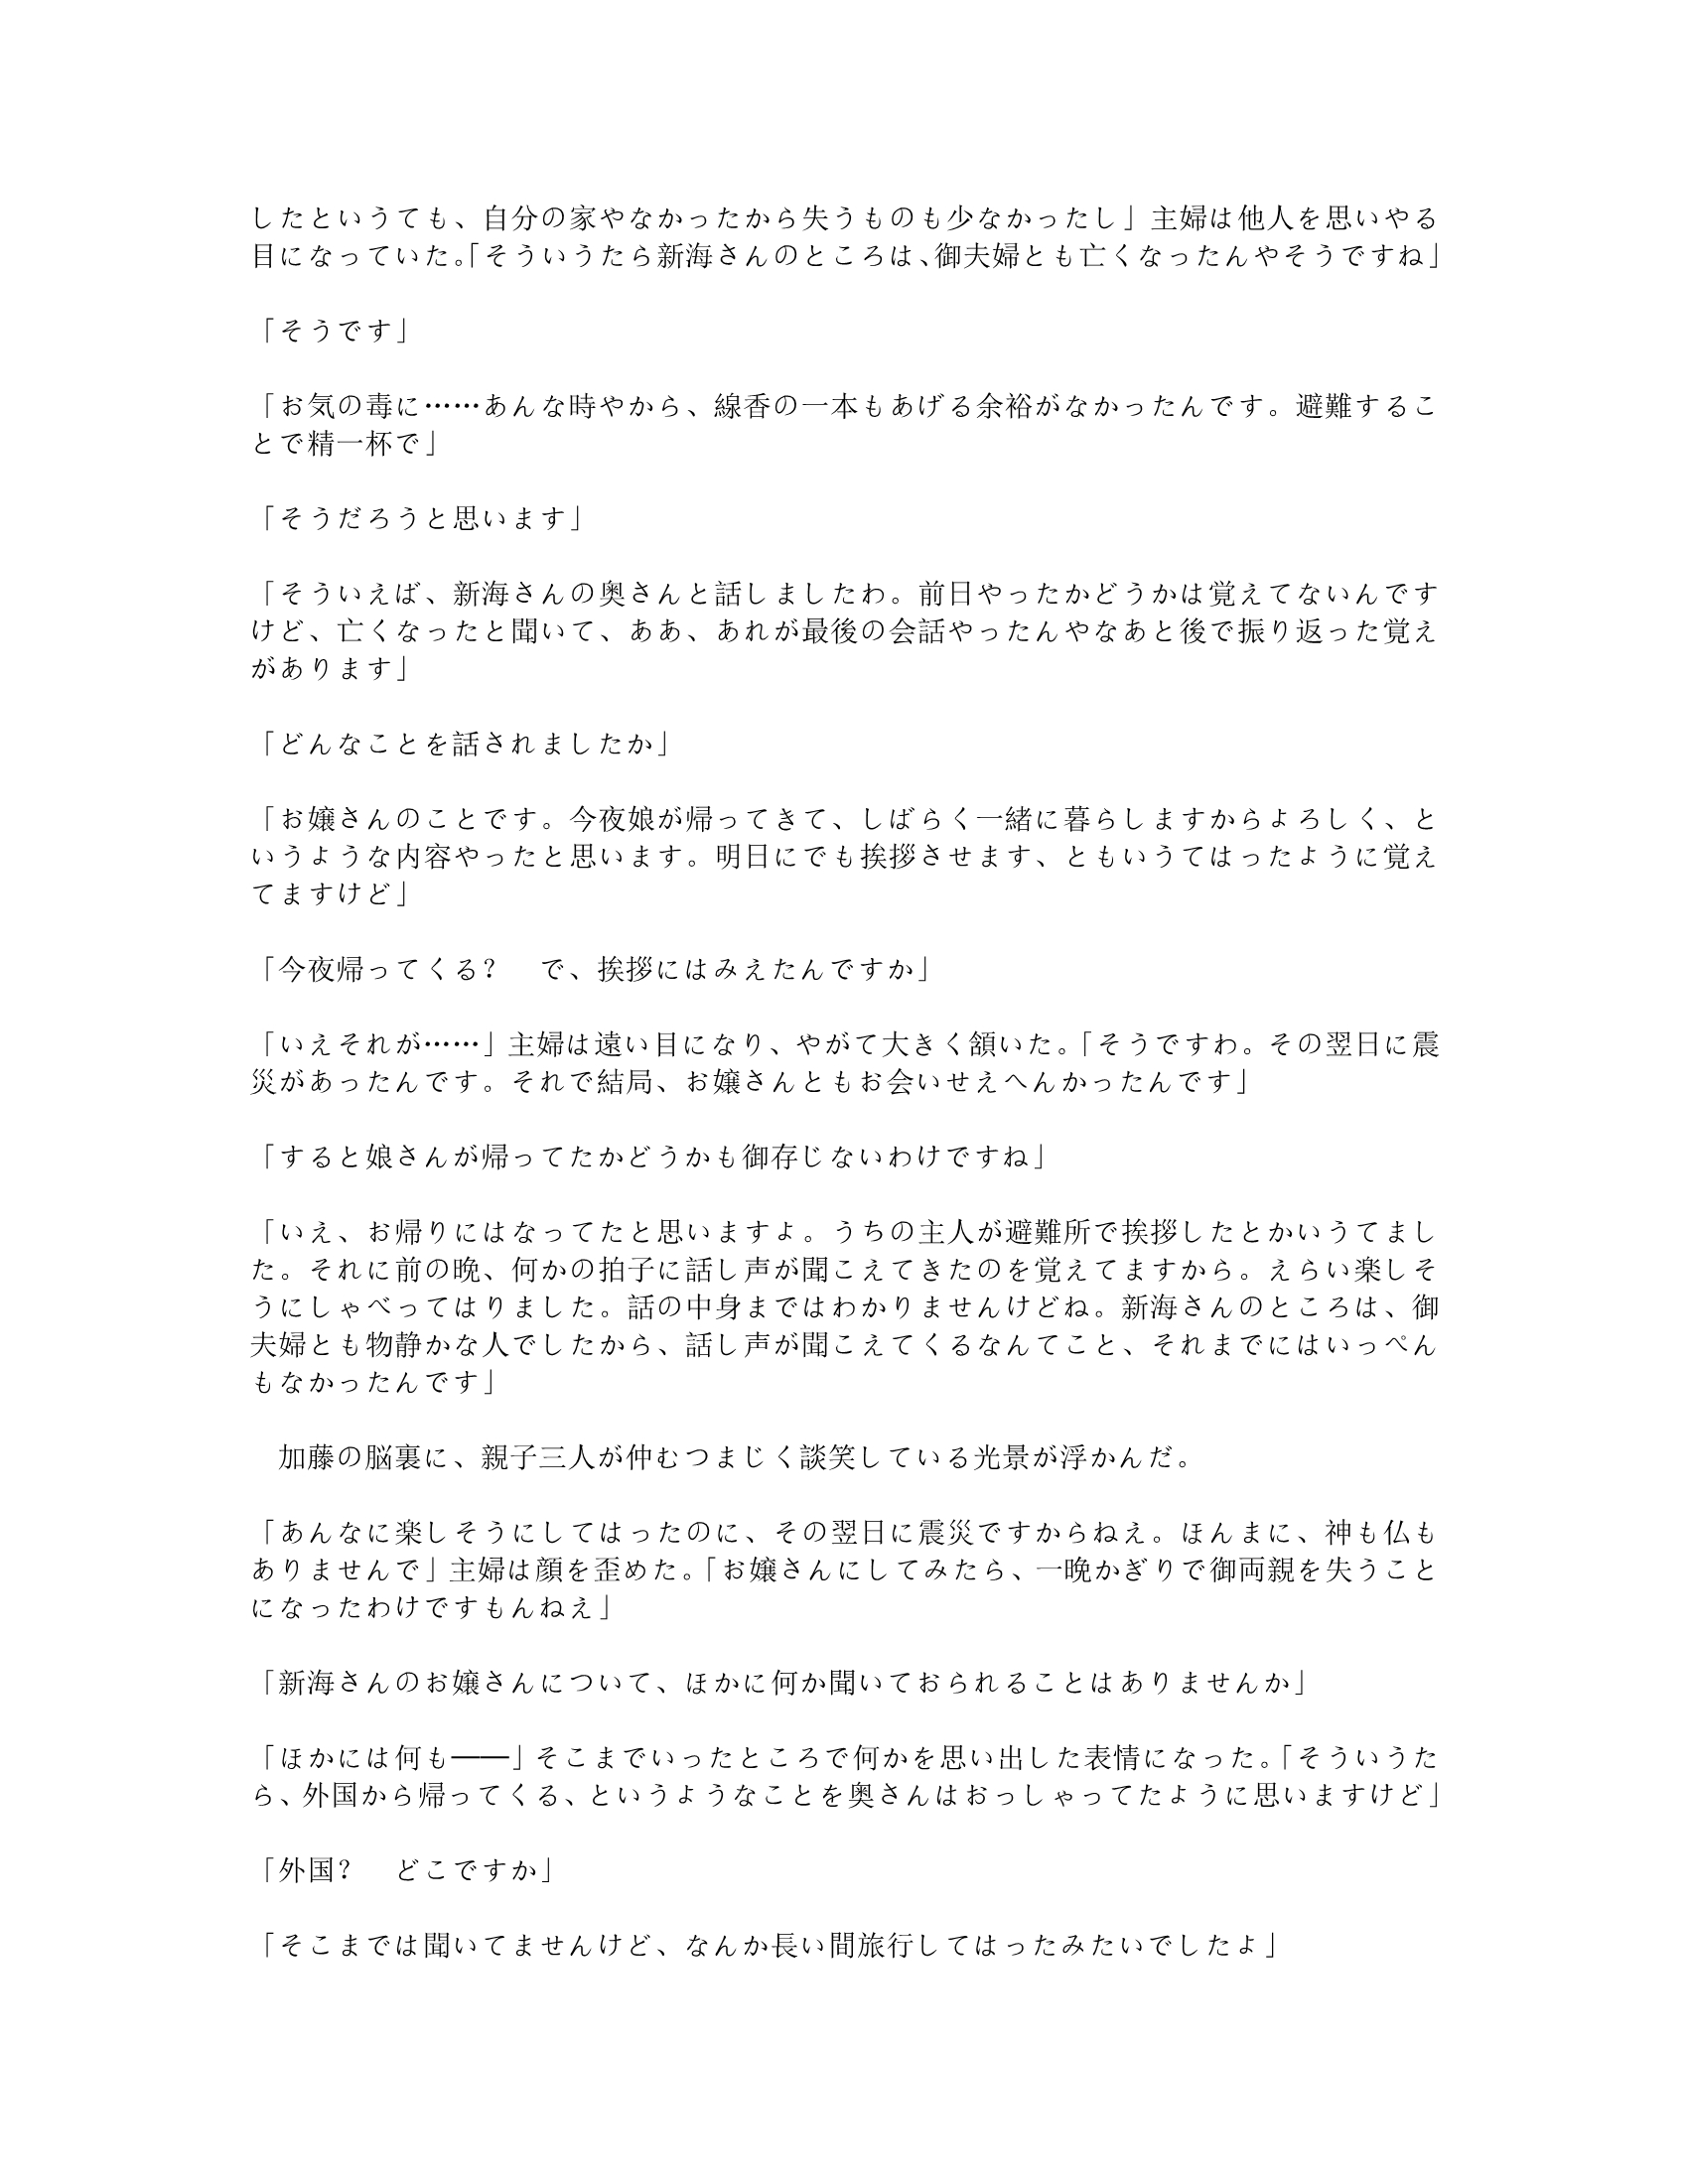 したというても、自分の家やなかったから失うものも少なかったし」主婦は他人を思いやる
目になっていた。「そういうたら新海さんのところは、御夫婦とも亡くなったんやそうですね」
「そうです」
「お気の毒に……あんな時やから、線香の一本もあげる余裕がなかったんです。避難するこ
とで精一杯で」
「そうだろうと思います」
「そういえば、新海さんの奥さんと話しましたわ。前日やったかどうかは覚えてないんです
けど、亡くなったと聞いて、ああ、あれが最後の会話やったんやなあと後で振り返った覚え
があります」
「どんなことを話されましたか」
「お嬢さんのことです。今夜娘が帰ってきて、しばらく一緒に暮らしますからよろしく、と
いうような内容やったと思います。明日にでも挨拶させます、ともいうてはったように覚え
てますけど」
「今夜帰ってくる？　で、挨拶にはみえたんですか」
「いえそれが……」主婦は遠い目になり、やがて大きく頷いた。「そうですわ。その翌日に震
災があったんです。それで結局、お嬢さんともお会いせえへんかったんです」
「すると娘さんが帰ってたかどうかも御存じないわけですね」
「いえ、お帰りにはなってたと思いますよ。うちの主人が避難所で挨拶したとかいうてまし
た。それに前の晩、何かの拍子に話し声が聞こえてきたのを覚えてますから。えらい楽しそ
うにしゃべってはりました。話の中身まではわかりませんけどね。新海さんのところは、御
夫婦とも物静かな人でしたから、話し声が聞こえてくるなんてこと、それまでにはいっぺん
もなかったんです」
　加藤の脳裏に、親子三人が仲むつまじく談笑している光景が浮かんだ。
「あんなに楽しそうにしてはったのに、その翌日に震災ですからねえ。ほんまに、神も仏も
ありませんで」主婦は顔を歪めた。「お嬢さんにしてみたら、一晩かぎりで御両親を失うこと
になったわけですもんねえ」
「新海さんのお嬢さんについて、ほかに何か聞いておられることはありませんか」
「ほかには何も――」そこまでいったところで何かを思い出した表情になった。「そういうた
ら、外国から帰ってくる、というようなことを奥さんはおっしゃってたように思いますけど」
「外国？　どこですか」
「そこまでは聞いてませんけど、なんか長い間旅行してはったみたいでしたよ」